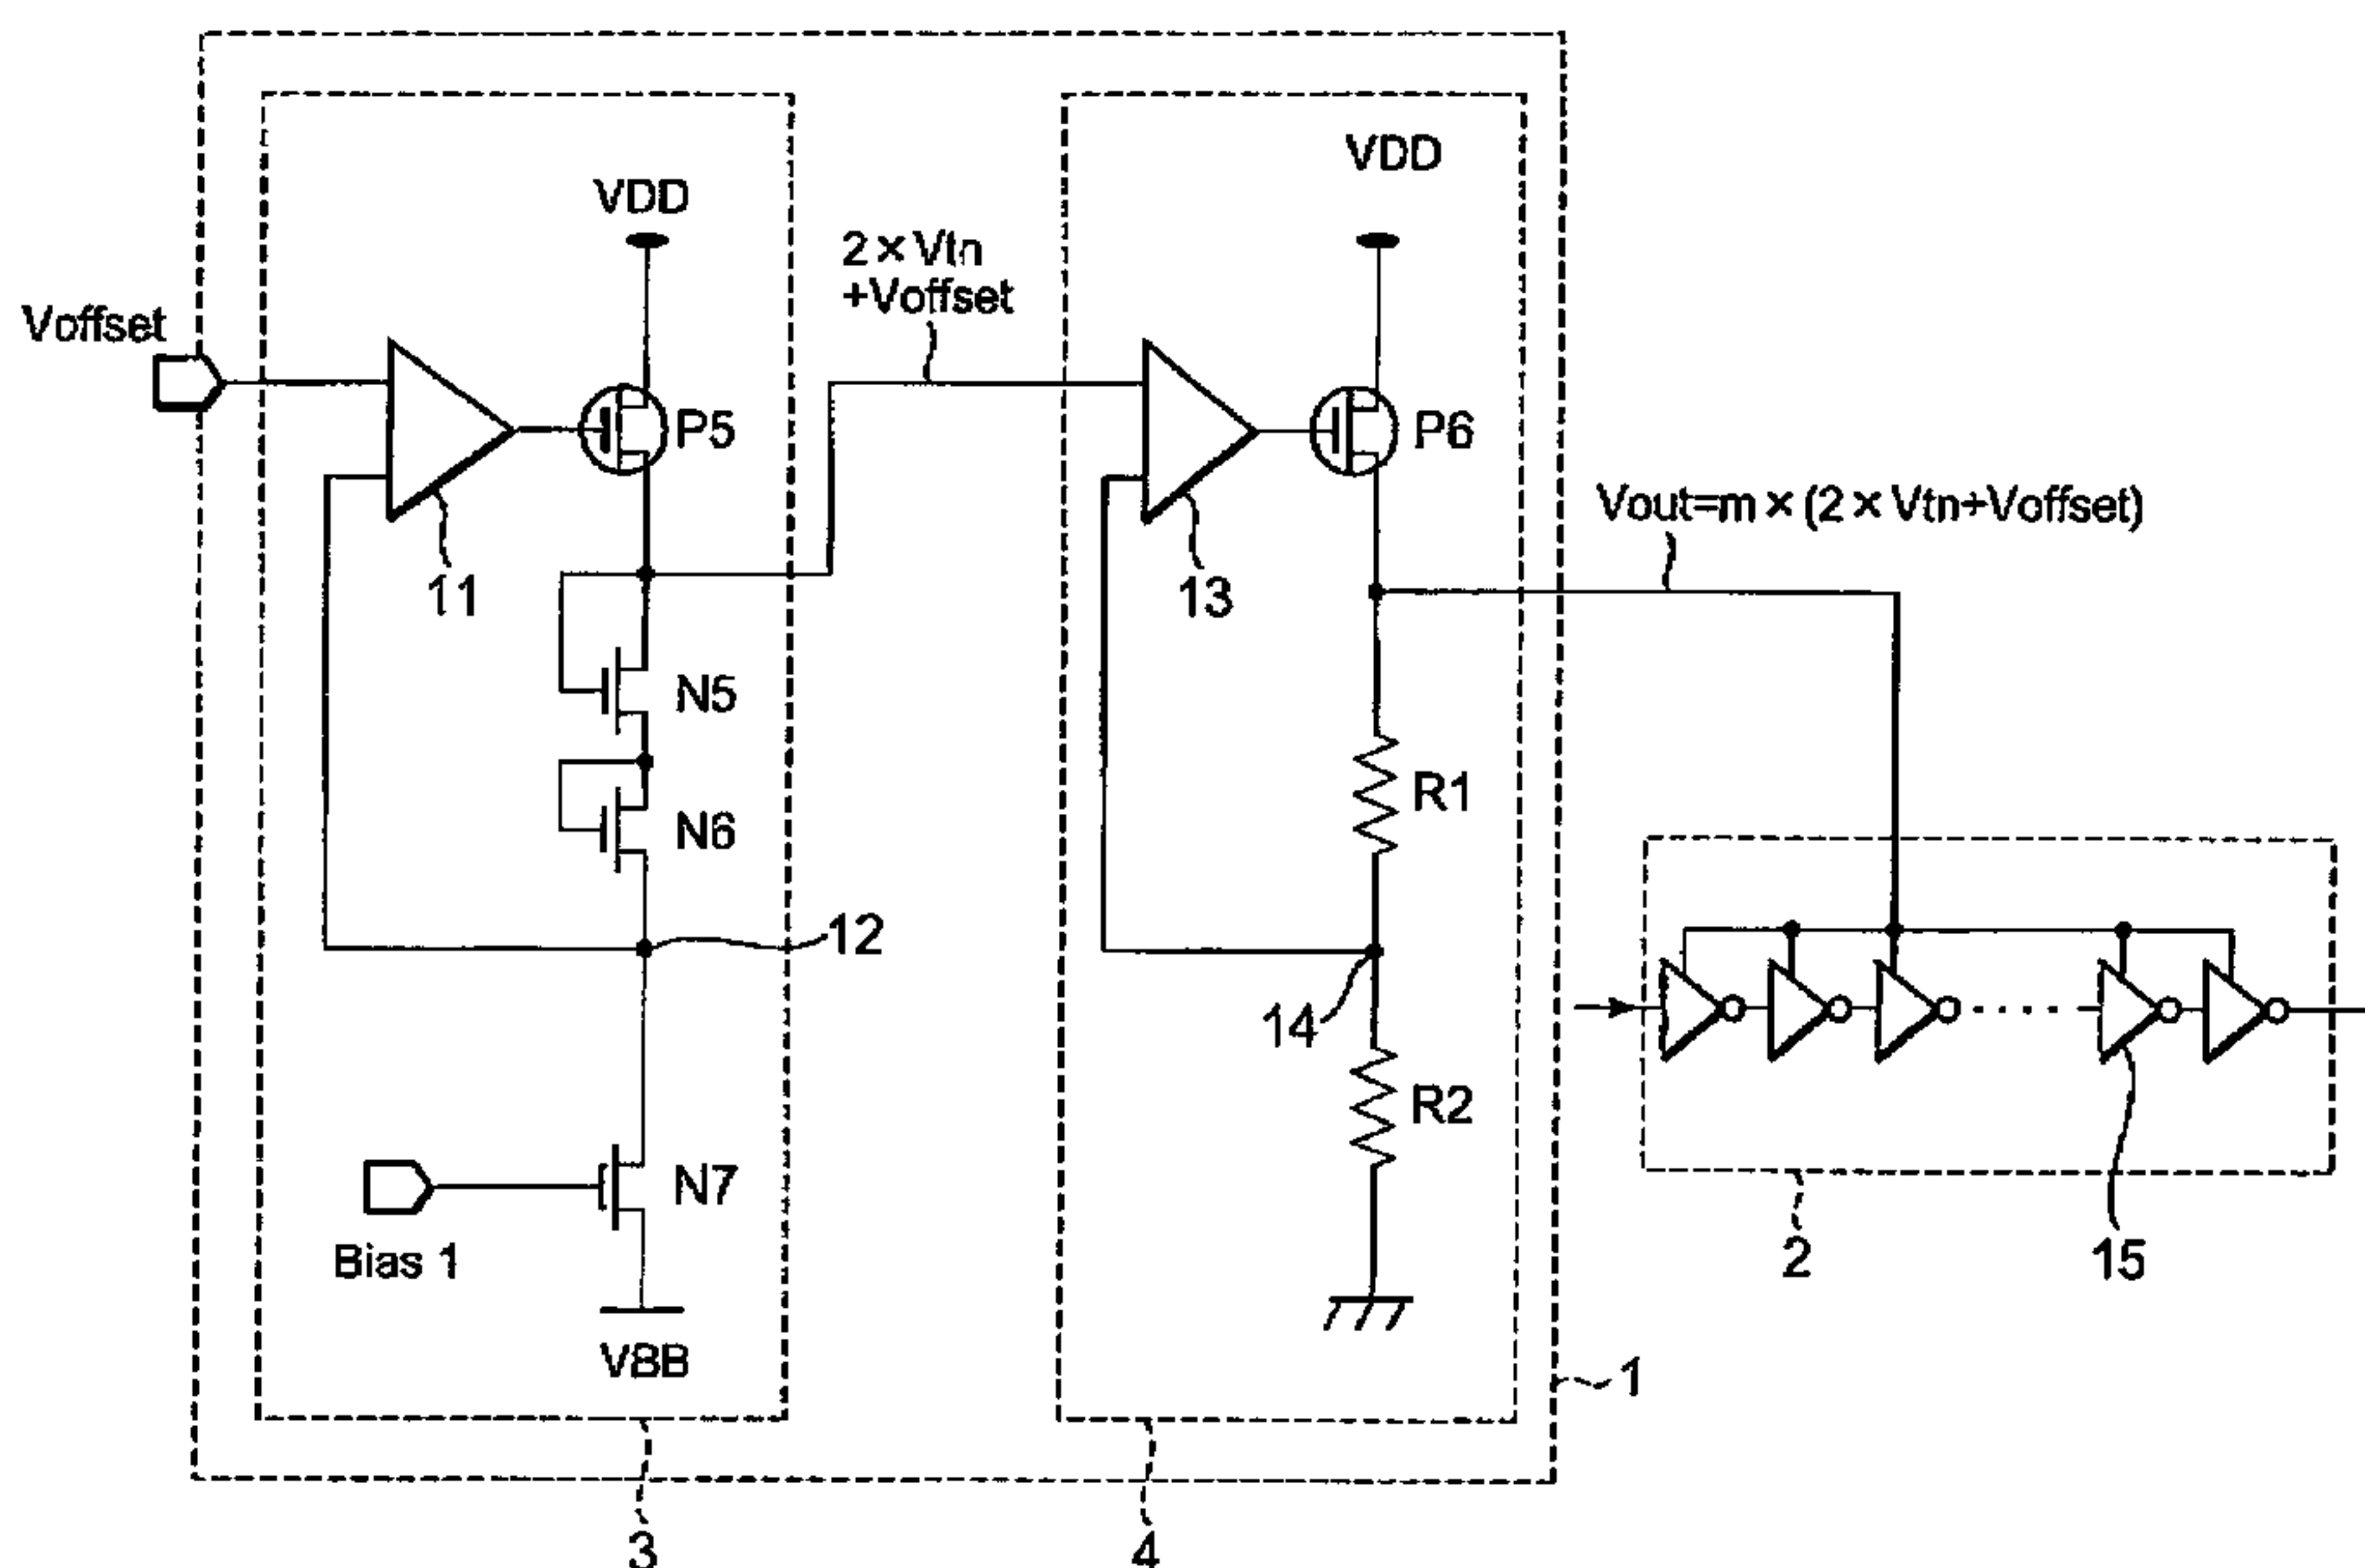 VDD
VDD
2×Vtn
+Voffset
Voffset
P5
P6
Vout=m×(2×Vtn+Voffset)
11
13
N5
R1
N6
12
14
R2
N7
Bias 1
VBB
2
15
1
3
4